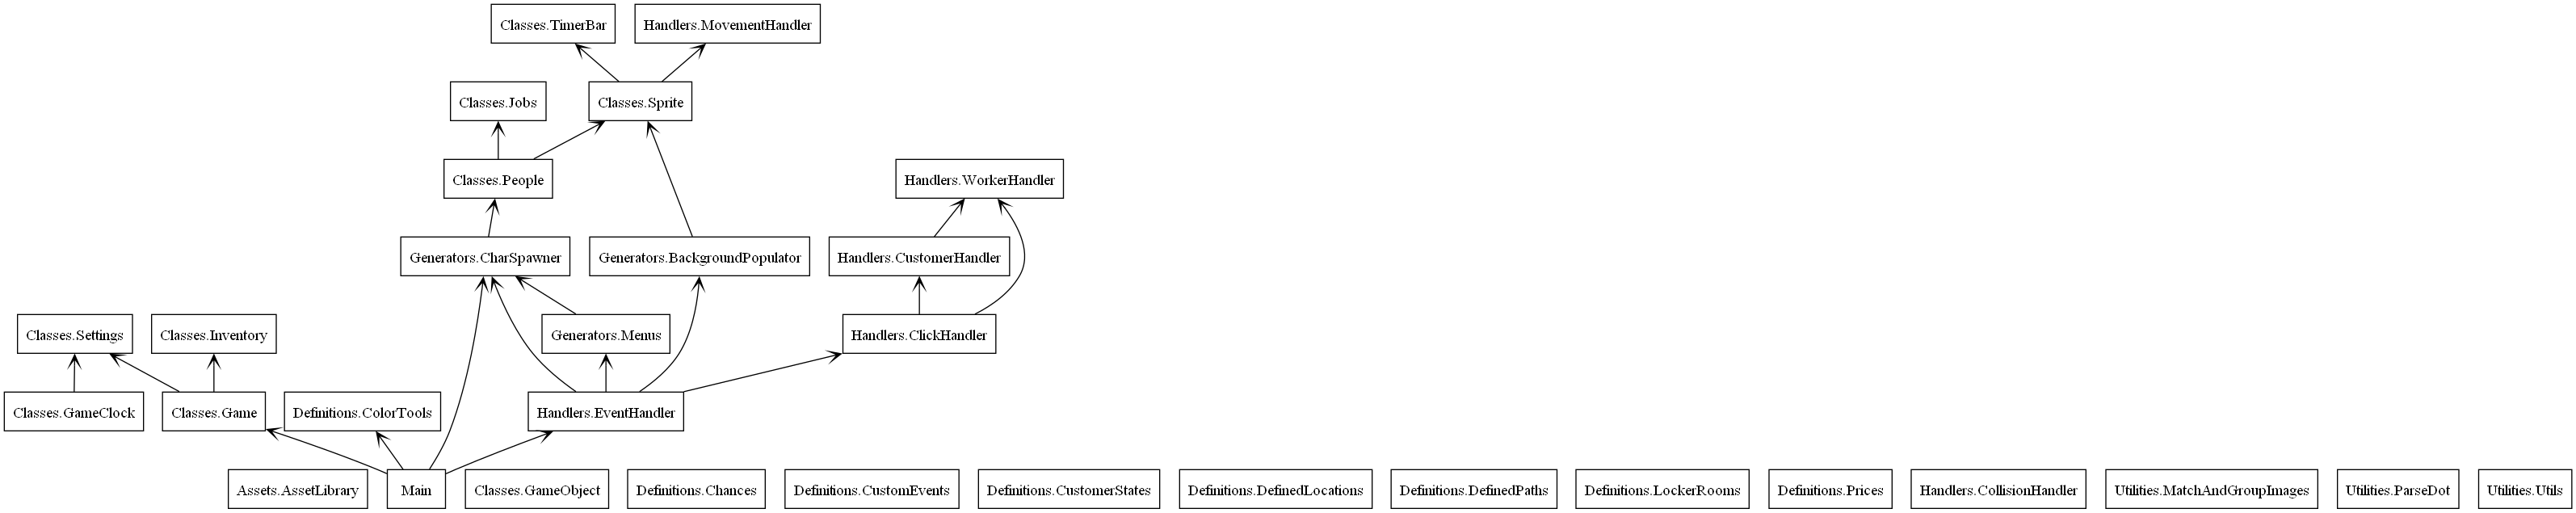 Classes.TimerBar
Handlers.MovementHandler
Classes.Jobs
Classes.Sprite
Classes.People
Handlers.WorkerHandler
Generators.CharSpawner
Generators.BackgroundPopulator
Handlers.CustomerHandler
Classes.Settings
Classes.Inventory
Generators.Menus
Handlers.ClickHandler
Classes.GameClock
Classes.Game
Definitions.ColorTools
Handlers.EventHandler
Assets.AssetLibrary
Main
Classes.GameObject
Definitions.Chances
Definitions.CustomEvents
Definitions.CustomerStates
Definitions.DefinedLocations
Definitions.DefinedPaths
Definitions.LockerRooms
Definitions.Prices
Handlers.CollisionHandler
Utilities.MatchAndGroupImages
Utilities.ParseDot
Utilities.Utils